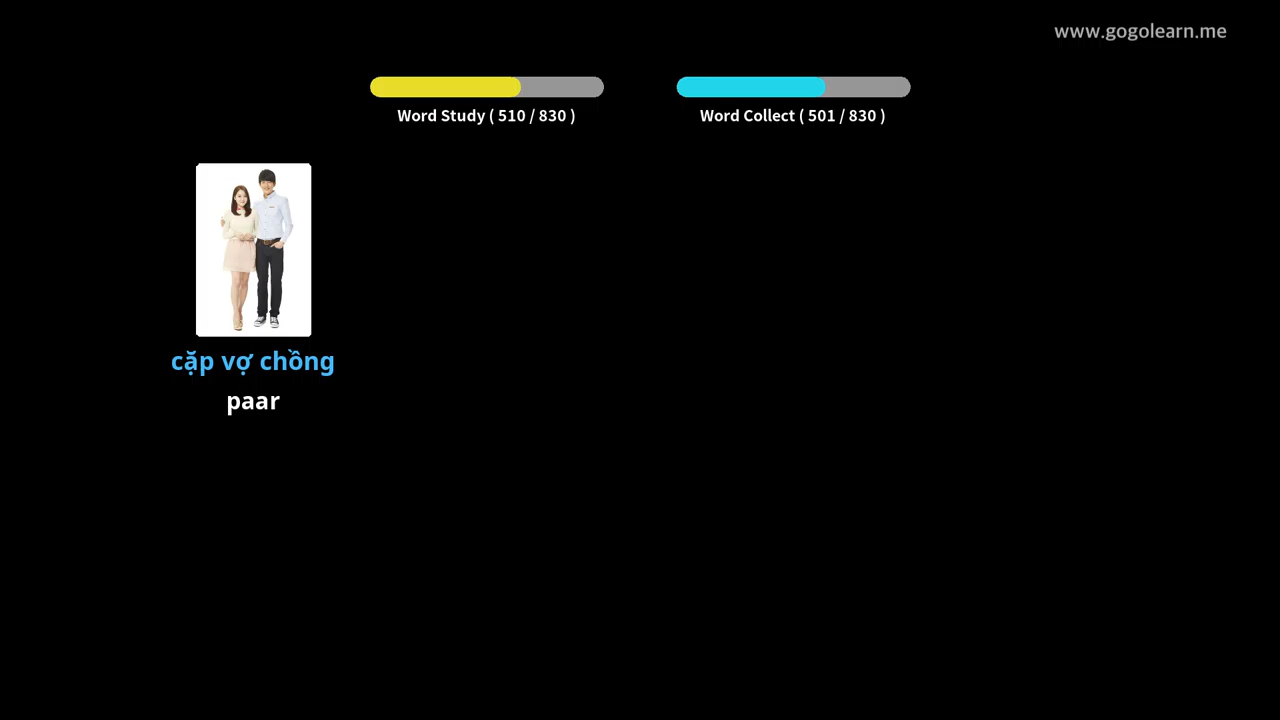 www.gogolearn.me
Word Study ( 510 / 830 )
Word Collect ( 501 / 830 )
cặp vợ chồng
paar